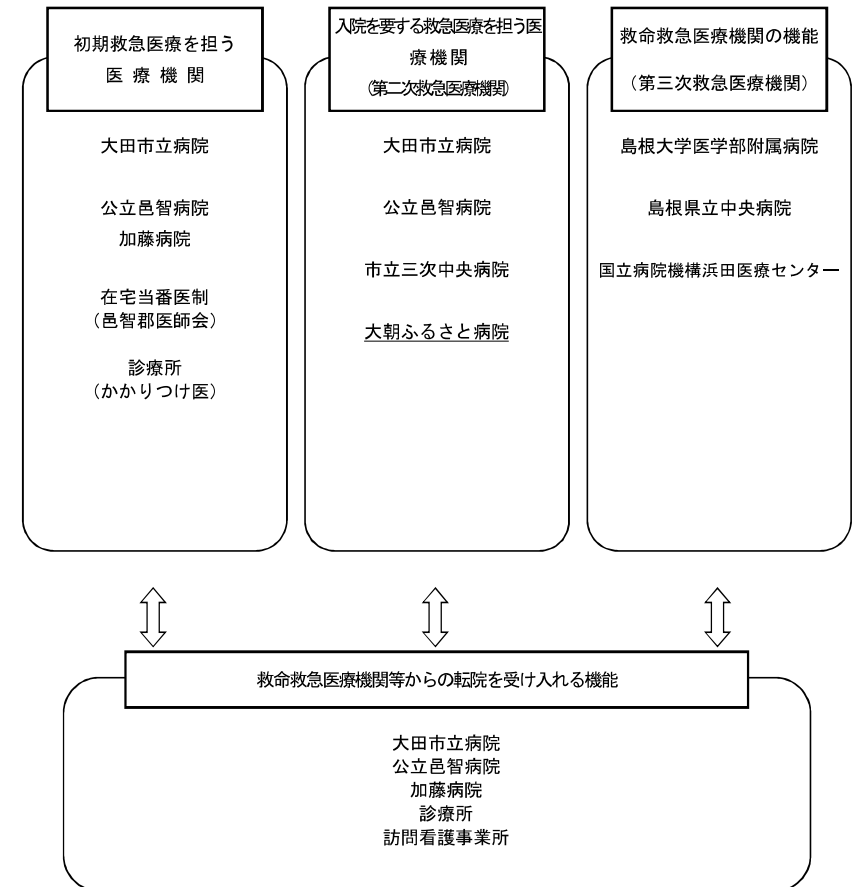 初期救急医療を担う
医療機関
大田市立病院
公立邑智病院
加藤病院
在宅当番医制
（邑智郡医師会）
診療所
（かかりつけ医）
入院を要する救急医療を担う医
療機関
（第二次救急医療機関）
大田市立病院
公立邑智病院
市立三次中央病院
大朝ふるさと病院
救命救急医療機関の機能
（第三次救急医療機関）
島根大学医学部附属病院
島根県立中央病院
国立病院機構浜田医療センター
救命救急医療機関等からの転院を受け入れる機能
大田市立病院
公立邑智病院
加藤病院
診療所
訪問看護事業所